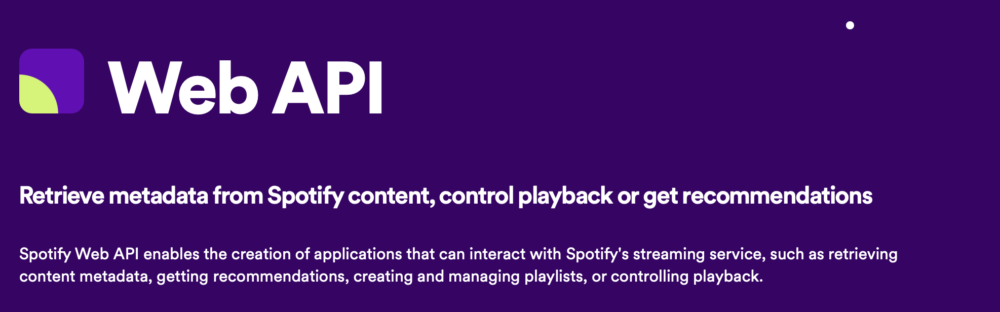 Web API
Retrieve metadata from Spotify content, control playback or get recommendations
Spotify Web API enables the creation of applications that can interact with Spotify's streaming service, such as retrieving
content metadata, getting recommendations, creating and managing playlists, or controlling playback.